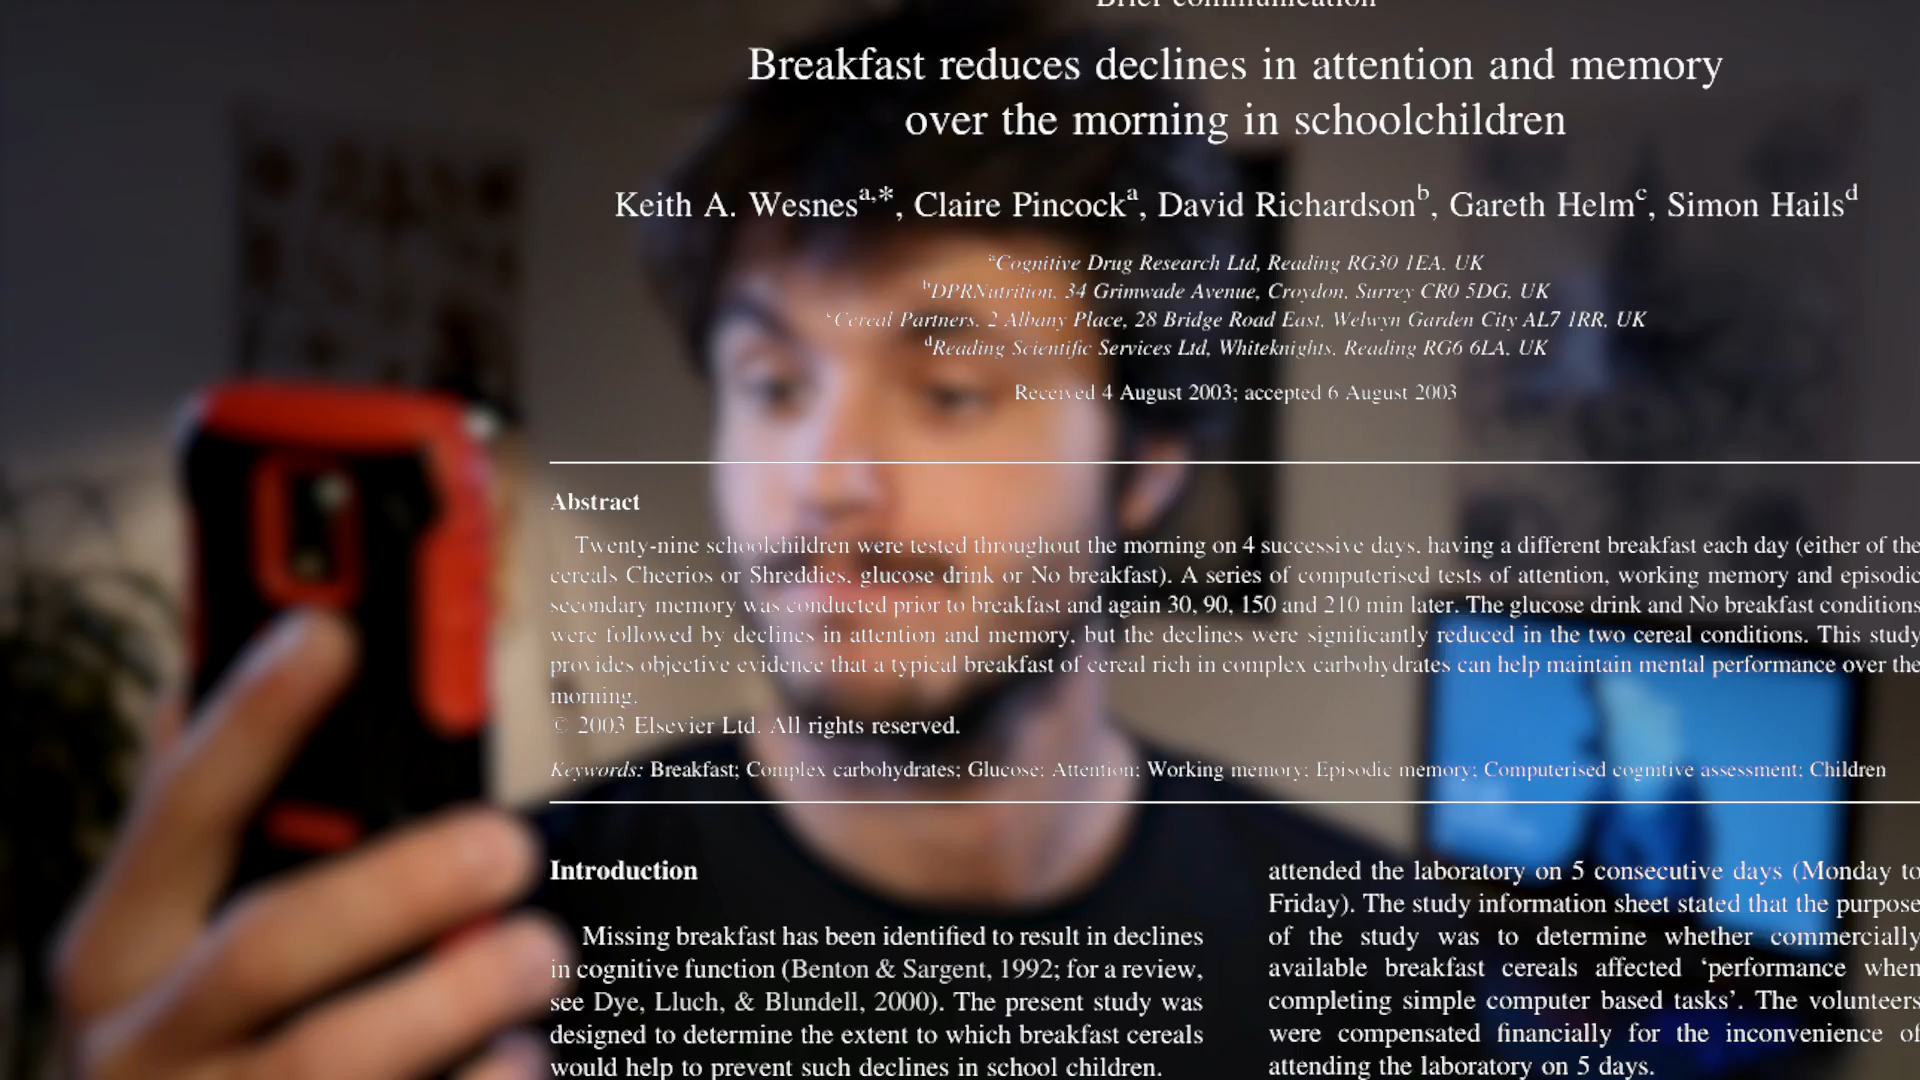 Brief communication
Breakfast reduces declines in attention and memory
over the morning in schoolchildren
Keith A. Wesnesa,*, Claire Pincocka, David Richardsonb, Gareth Helmc, Simon Hailsd
aCognitive Drug Research Ltd, Reading RG30 1EA, UK
bDPRNutrition, 34 Grimwade Avenue, Croydon, Surrey CR0 5DG, UK
cCereal Partners, 2 Albany Place, 28 Bridge Road East, Welwyn Garden City AL7 1RR, UK
dReading Scientific Services Ltd, Whiteknights, Reading RG6 6LA, UK
Received 4 August 2003; accepted 6 August 2003
Abstract
Twenty-nine schoolchildren were tested throughout the morning on 4 successive days, having a different breakfast each day (either of the
cereals Cheerios or Shreddies, glucose drink or No breakfast). A series of computerised tests of attention, working memory and episodic
secondary memory was conducted prior to breakfast and again 30, 90, 150 and 210 min later. The glucose drink and No breakfast conditions
were followed by declines in attention and memory, but the declines were significantly reduced in the two cereal conditions. This study
provides objective evidence that a typical breakfast of cereal rich in complex carbohydrates can help maintain mental performance over the
morning.
© 2003 Elsevier Ltd. All rights reserved.
Keywords: Breakfast; Complex carbohydrates; Glucose; Attention; Working memory; Episodic memory; Computerised cognitive assessment; Children
Introduction
Missing breakfast has been identified to result in declines
in cognitive function (Benton & Sargent, 1992; for a review,
see Dye, Lluch, & Blundell, 2000). The present study was
designed to determine the extent to which breakfast cereals
would help to prevent such declines in school children.
attended the laboratory on 5 consecutive days (Monday to
Friday). The study information sheet stated that the purpose
of the study was to determine whether commercially
available breakfast cereals affected ‘performance when
completing simple computer based tasks’. The volunteers
were compensated financially for the inconvenience of
attending the laboratory on 5 days.